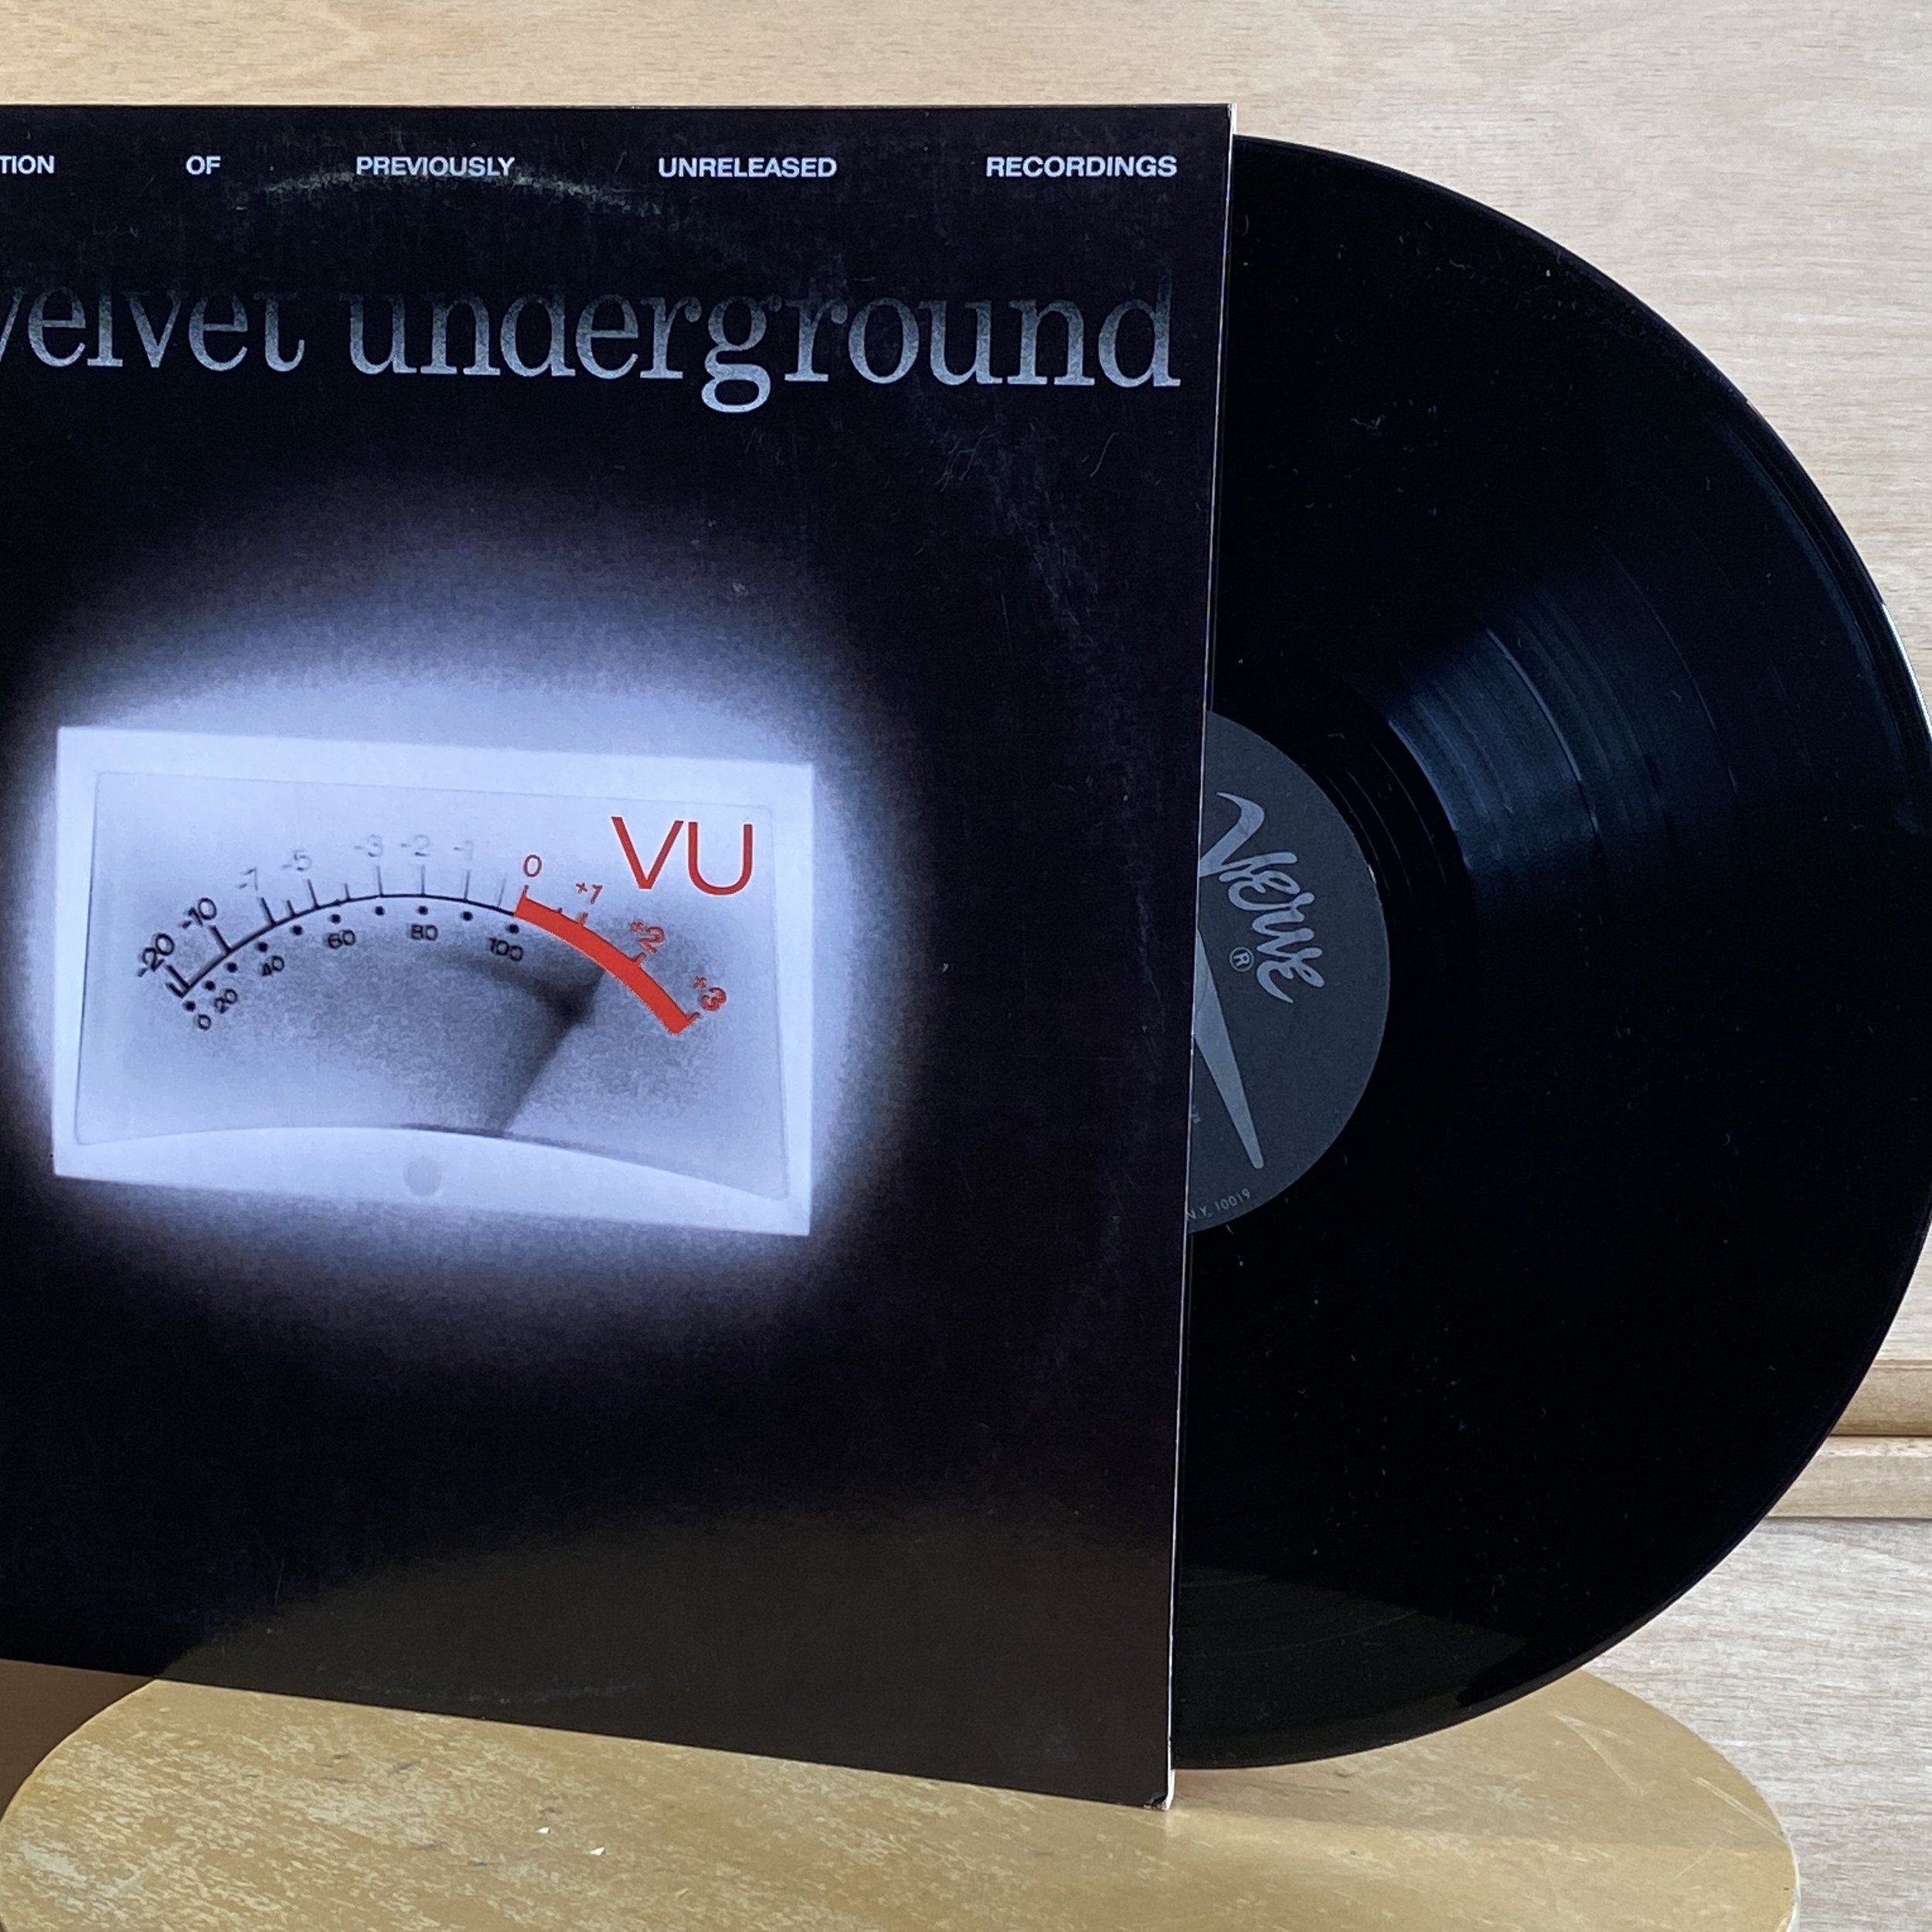 TION OF PREVIOUSLY UNRELEASED RECORDINGS
velvet underground
VU
-20 -10 -7 -5 -3 -2 -1 0 +1 +2 +3
0 20 40 60 80 100
Verve
®
N.Y. 10019